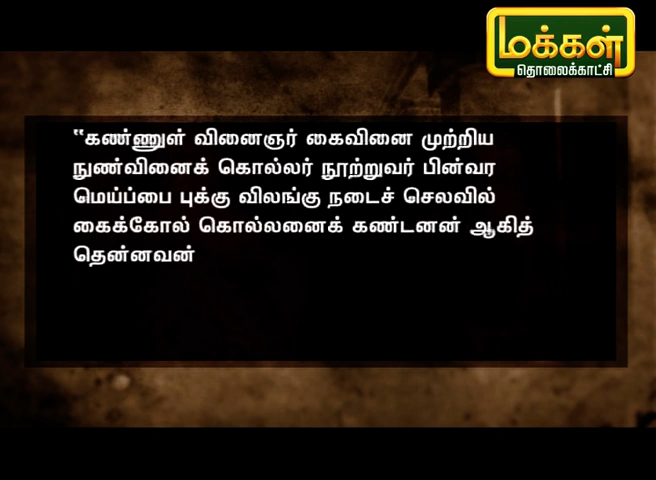 மக்கள்
தொலைக்காட்சி
“கண்ணுள் வினைஞர் கைவினை முற்றிய
நுண்வினைக் கொல்லர் நூற்றுவர் பின்வர
மெய்ப்பை புக்கு விலங்கு நடைச் செலவில்
கைக்கோல் கொல்லனைக் கண்டனன் ஆகித்
தென்னவன்